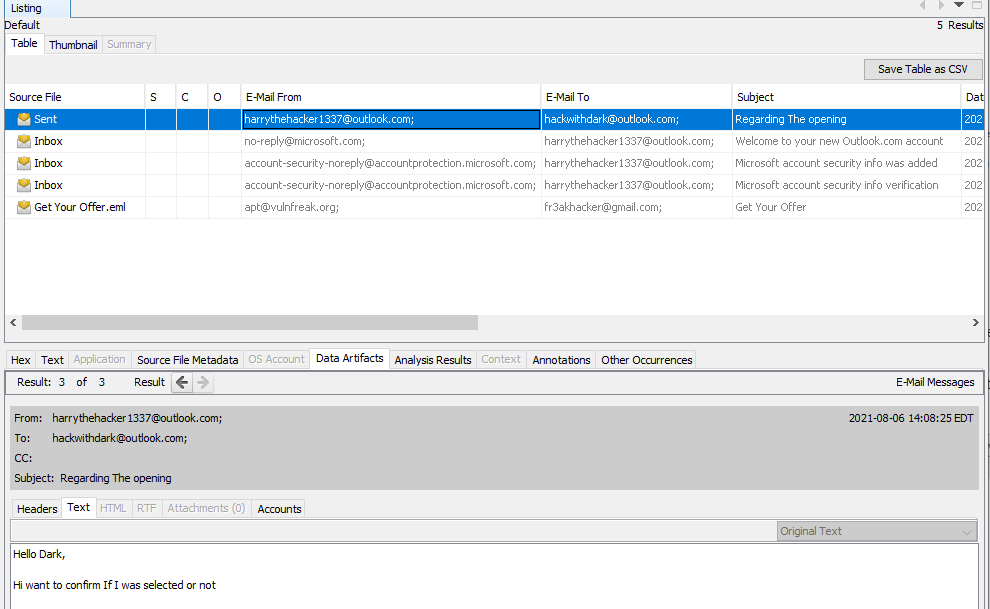 Listing
Default
5 Results
Table Thumbnail Summary
Save Table as CSV
Source File S C O E-Mail From E-Mail To Subject Dat
Sent harrythehacker1337@outlook.com; hackwithdark@outlook.com; Regarding The opening 202
Inbox no-reply@microsoft.com; harrythehacker1337@outlook.com; Welcome to your new Outlook.com account 202
Inbox account-security-noreply@accountprotection.microsoft.com; harrythehacker1337@outlook.com; Microsoft account security info was added 202
Inbox account-security-noreply@accountprotection.microsoft.com; harrythehacker1337@outlook.com; Microsoft account security info verification 202
Get Your Offer.eml apt@vulnfreak.org; fr3akhacker@gmail.com; Get Your Offer 202
Hex Text Application Source File Metadata OS Account Data Artifacts Analysis Results Context Annotations Other Occurrences
Result: 3 of 3 Result E-Mail Messages
From: harrythehacker1337@outlook.com; 2021-08-06 14:08:25 EDT
To: hackwithdark@outlook.com;
CC:
Subject: Regarding The opening
Headers Text HTML RTF Attachments (0) Accounts
Original Text
Hello Dark,
Hi want to confirm If I was selected or not